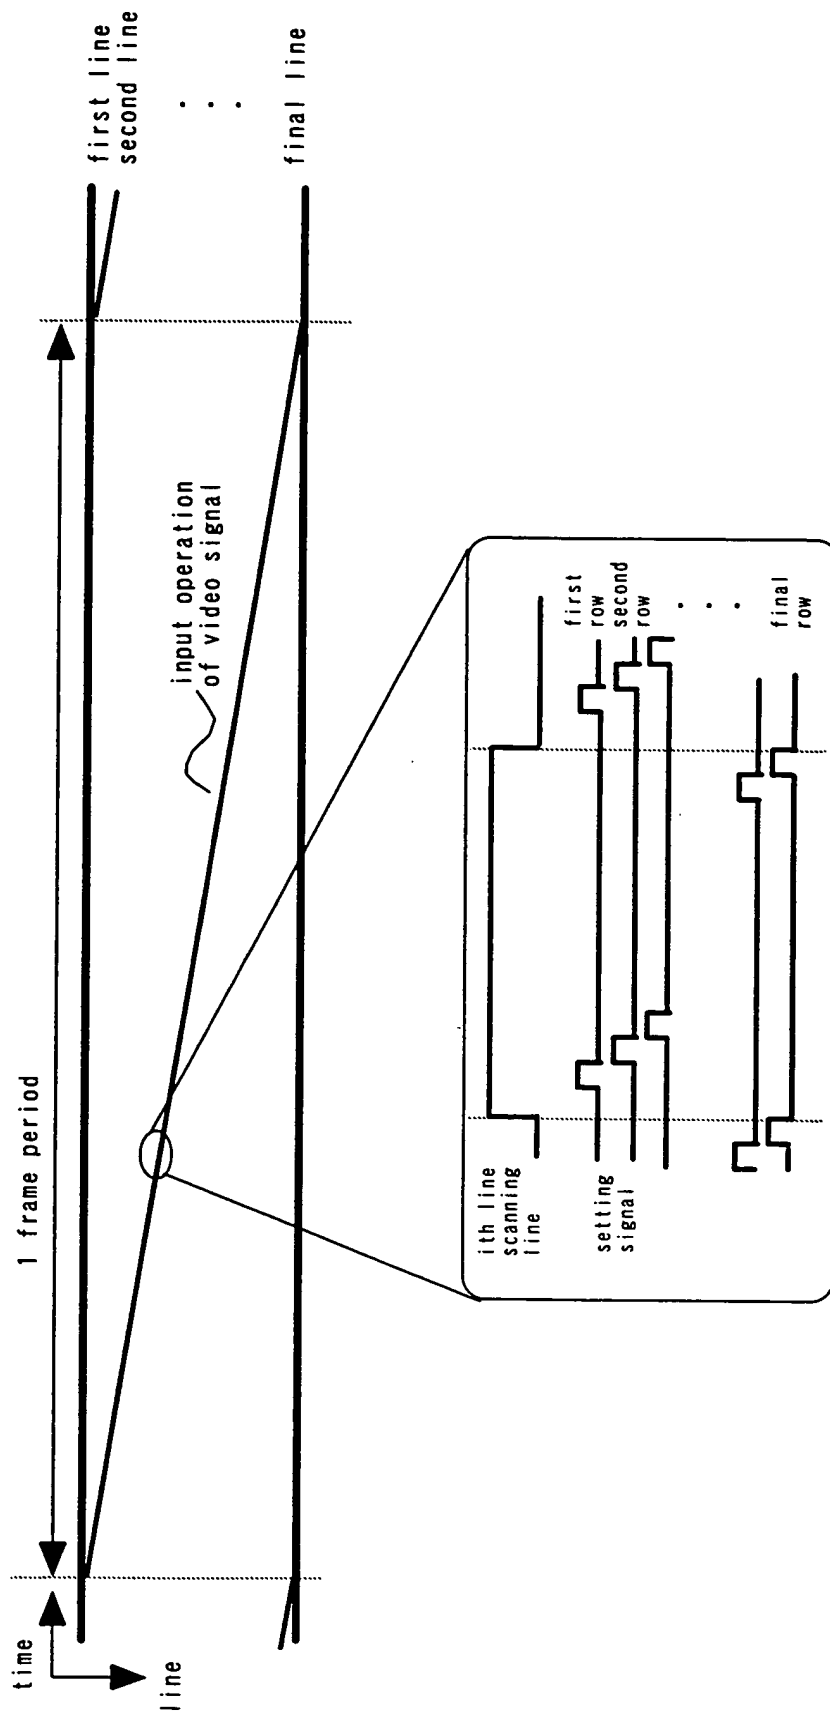 time
line
1 frame period
input operation
of video signal
first line
second line
. . .
final line
ith line
scanning
line
setting
signal
first
row
second
row
. . .
final
row